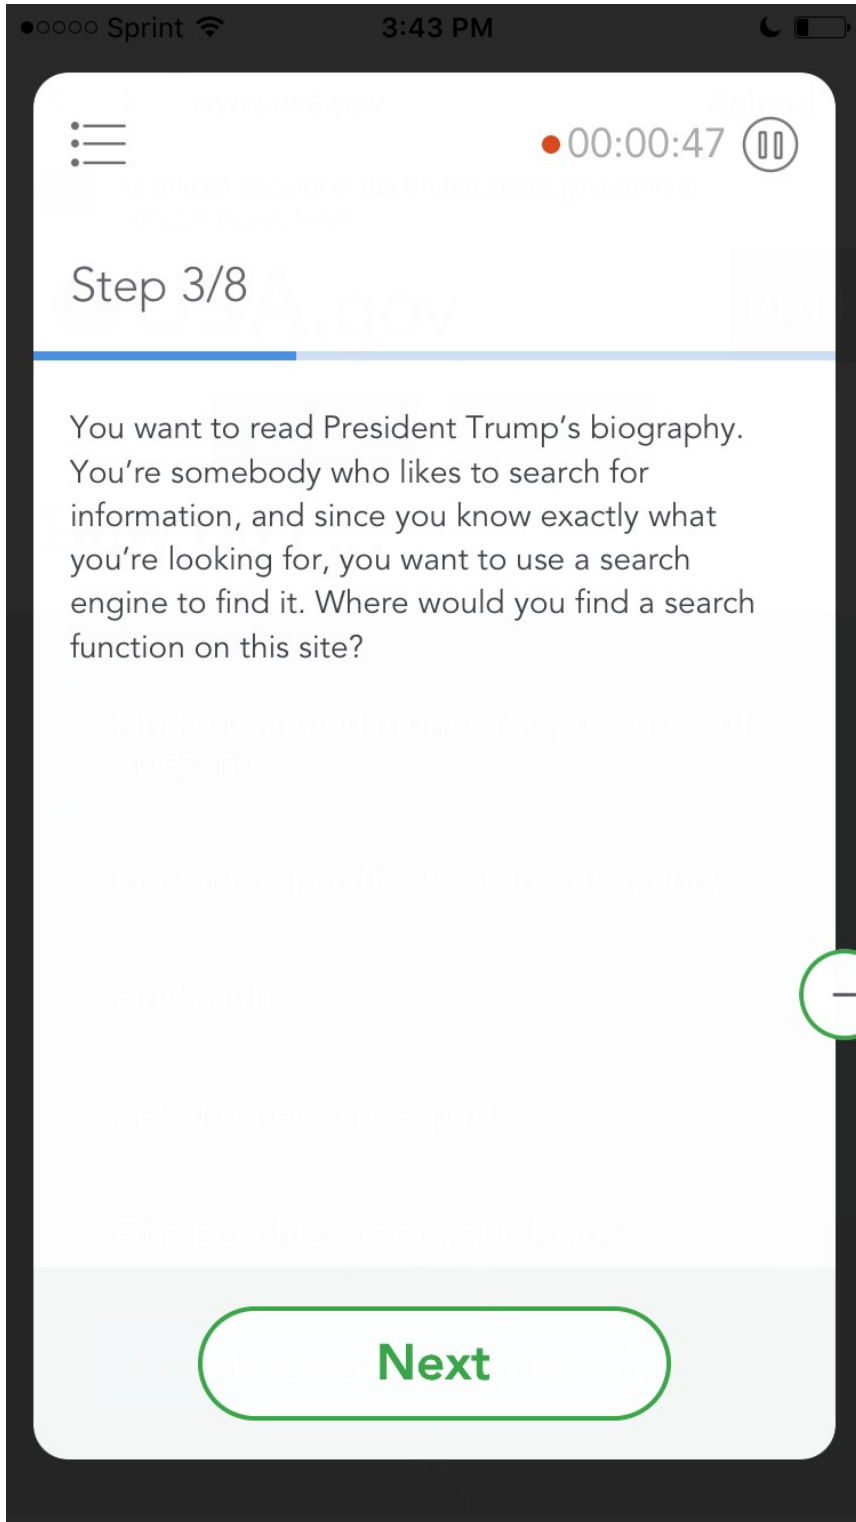 Sprint
3:43 PM
00:00:47
Step 3/8
USA.gov
You want to read President Trump’s biography.
You’re somebody who likes to search for
information, and since you know exactly what
you’re looking for, you want to use a search
engine to find it. Where would you find a search
function on this site?
Next